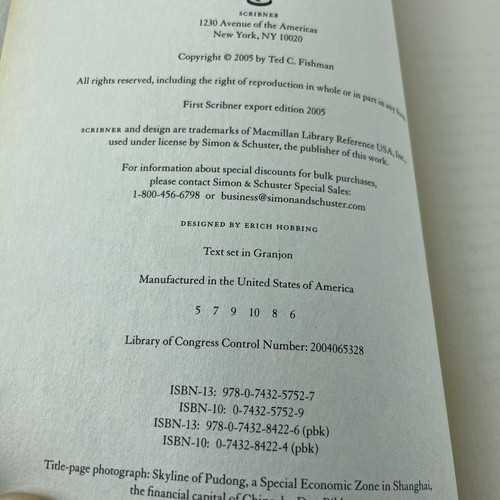 SCRIBNER
1230 Avenue of the Americas
New York, NY 10020
Copyright © 2005 by Ted C. Fishman
All rights reserved, including the right of reproduction in whole or in part in any form.
First Scribner export edition 2005
SCRIBNER and design are trademarks of Macmillan Library Reference USA, Inc.,
used under license by Simon & Schuster, the publisher of this work.
For information about special discounts for bulk purchases,
please contact Simon & Schuster Special Sales:
1-800-456-6798 or business@simonandschuster.com
DESIGNED BY ERICH HOBBING
Text set in Granjon
Manufactured in the United States of America
5 7 9 10 8 6
Library of Congress Control Number: 2004065328
ISBN-13: 978-0-7432-5752-7
ISBN-10: 0-7432-5752-9
ISBN-13: 978-0-7432-8422-6 (pbk)
ISBN-10: 0-7432-8422-4 (pbk)
Title-page photograph: Skyline of Pudong, a Special Economic Zone in Shanghai,
the financial capital of